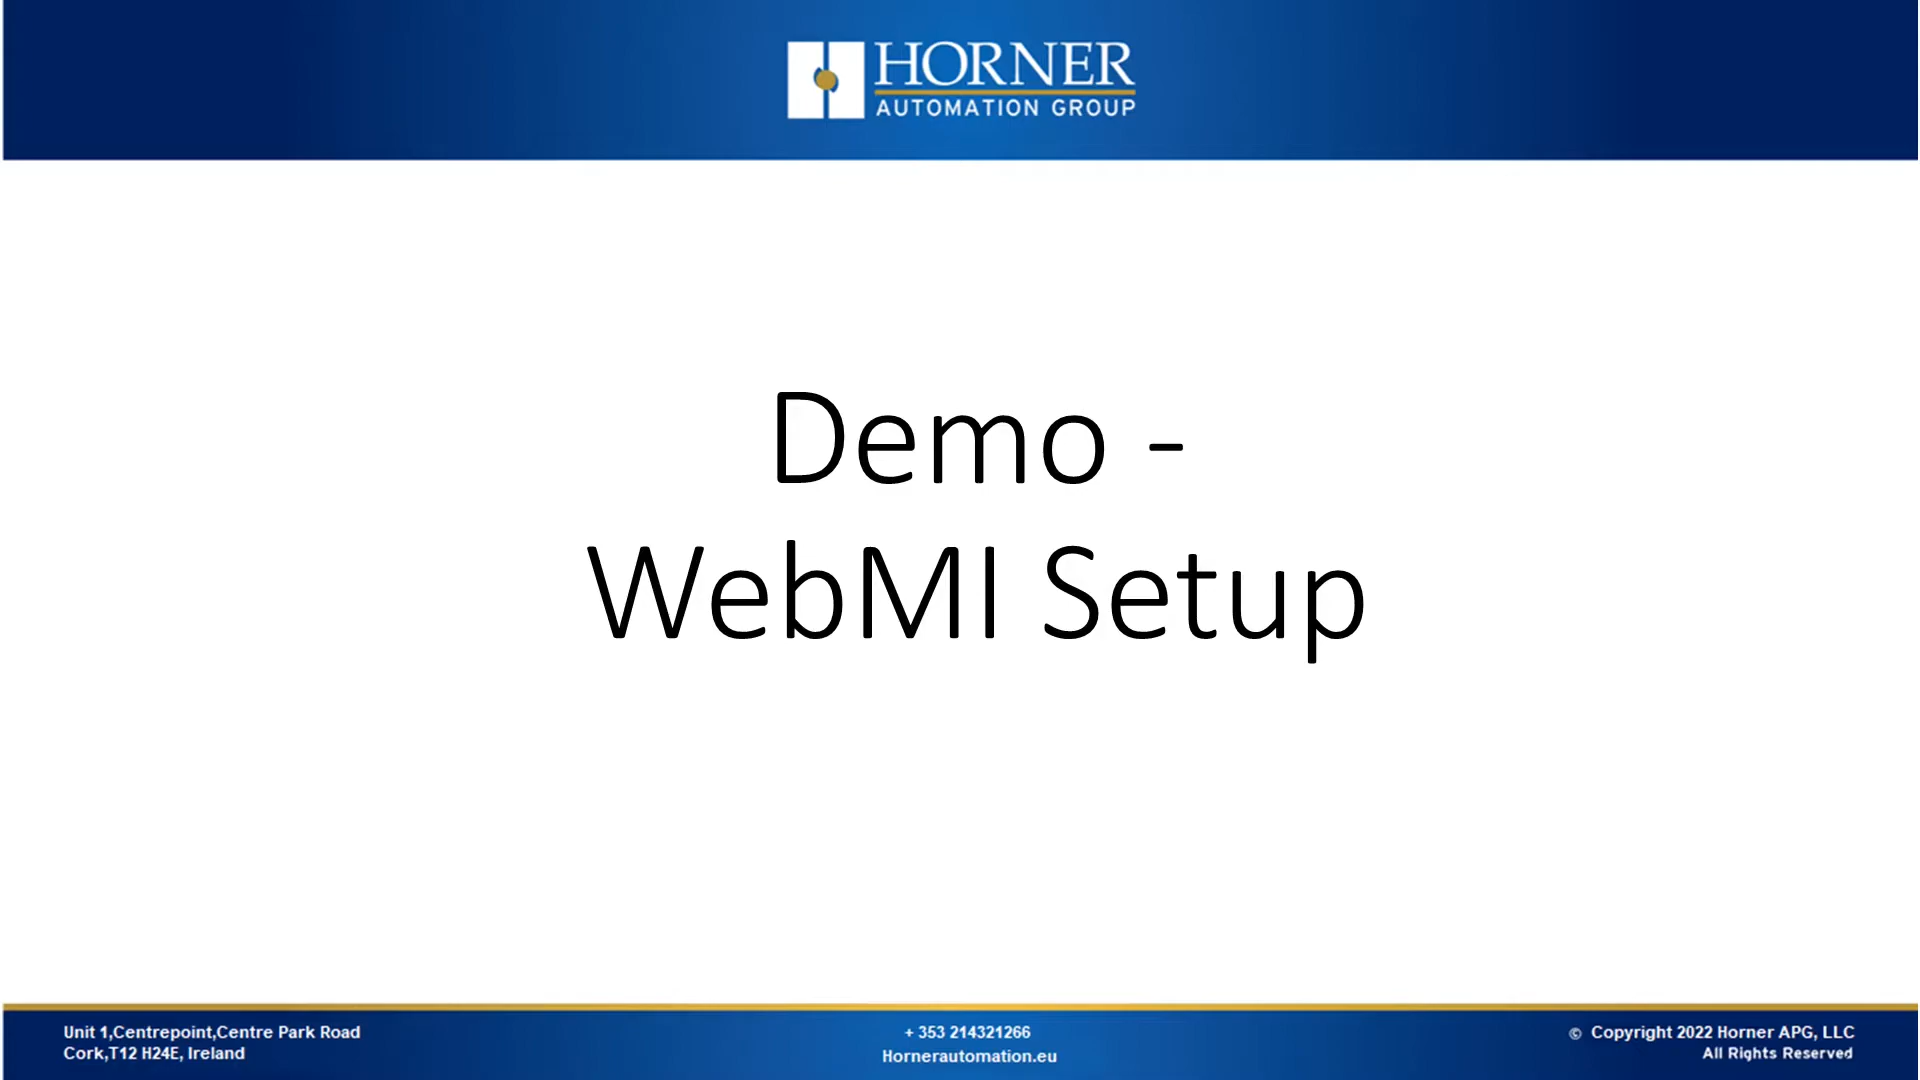 HORNER
AUTOMATION GROUP
Demo -
WebMI Setup
Unit 1,Centrepoint,Centre Park Road
Cork,T12 H24E, Ireland
+ 353 214321266
Hornerautomation.eu
© Copyright 2022 Horner APG, LLC
All Rights Reserved